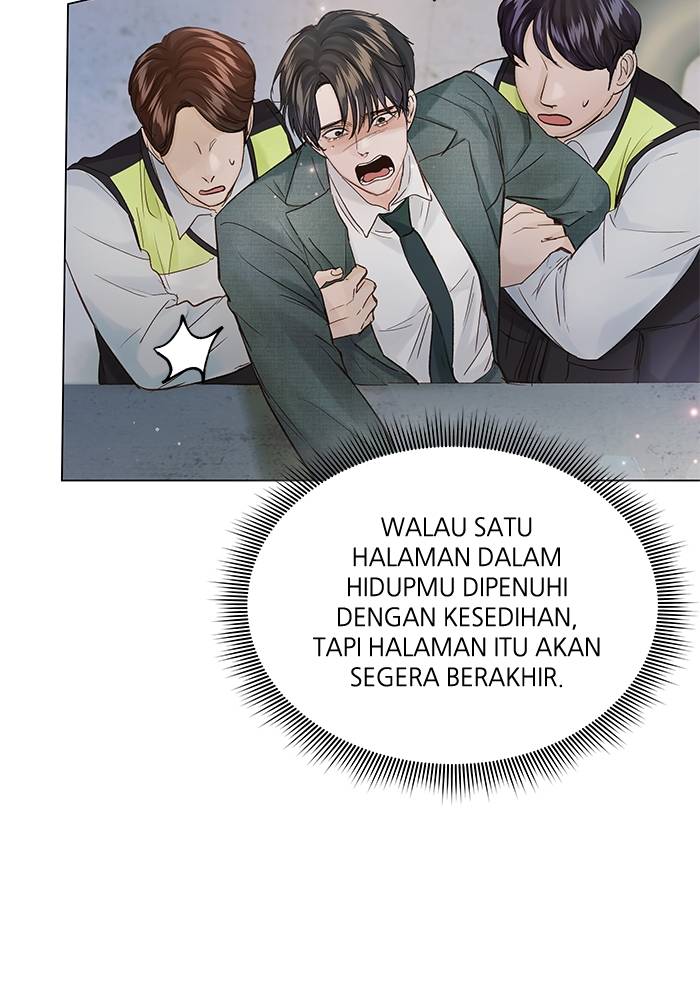 WALAU SATU
HALAMAN DALAM
HIDUPMU DIPENUHI
DENGAN KESEDIHAN,
TAPI HALAMAN ITU AKAN
SEGERA BERAKHIR.